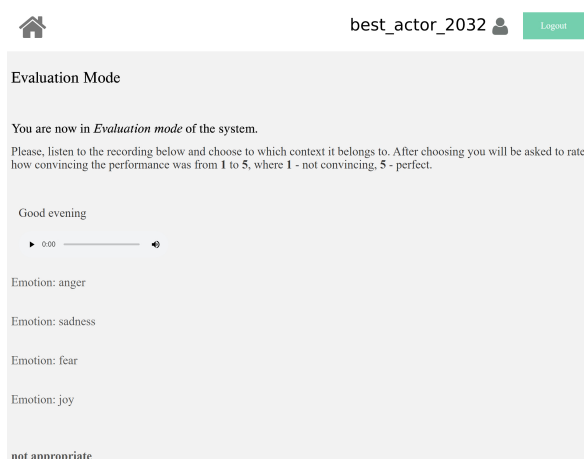 best_actor_2032
Logout
Evaluation Mode
You are now in Evaluation mode of the system.
Please, listen to the recording below and choose to which context it belongs to. After choosing you will be asked to rate
how convincing the performance was from 1 to 5, where 1 - not convincing, 5 - perfect.
Good evening
0:00
Emotion: anger
Emotion: sadness
Emotion: fear
Emotion: joy
not appropriate